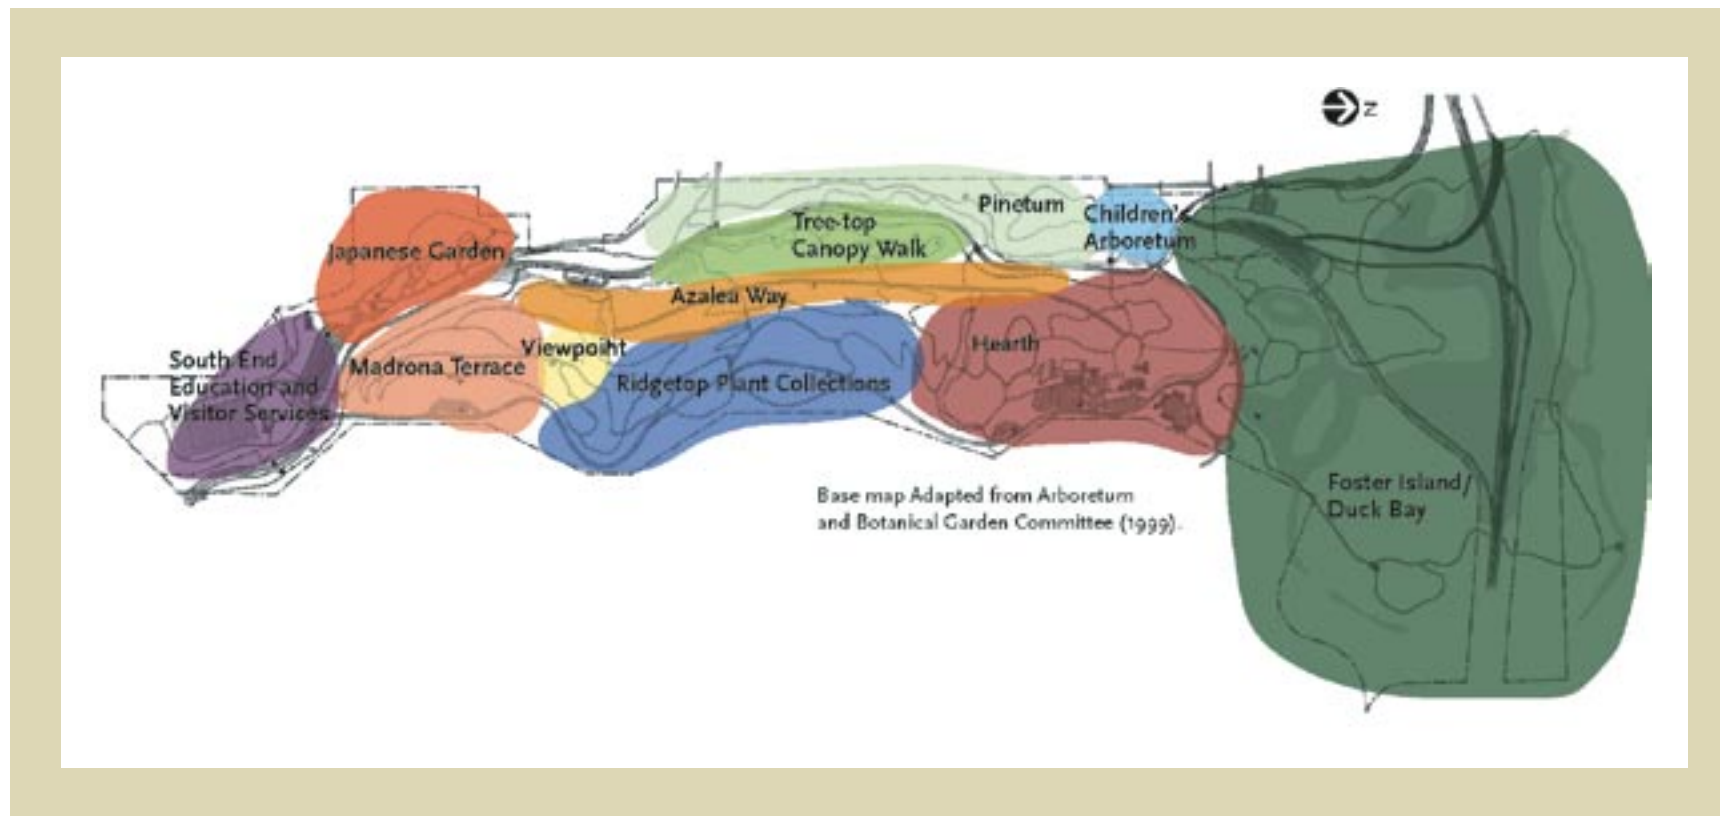 Z
Pinetum
Children's
Arboretum
Tree-top
Canopy Walk
Japanese Garden
Azalea Way
Viewpoint
Hearth
South End
Education and
Visitor Services
Madrona Terrace
Ridgetop Plant Collections
Foster Island/
Duck Bay
Base map Adapted from Arboretum
and Botanical Garden Committee (1999).